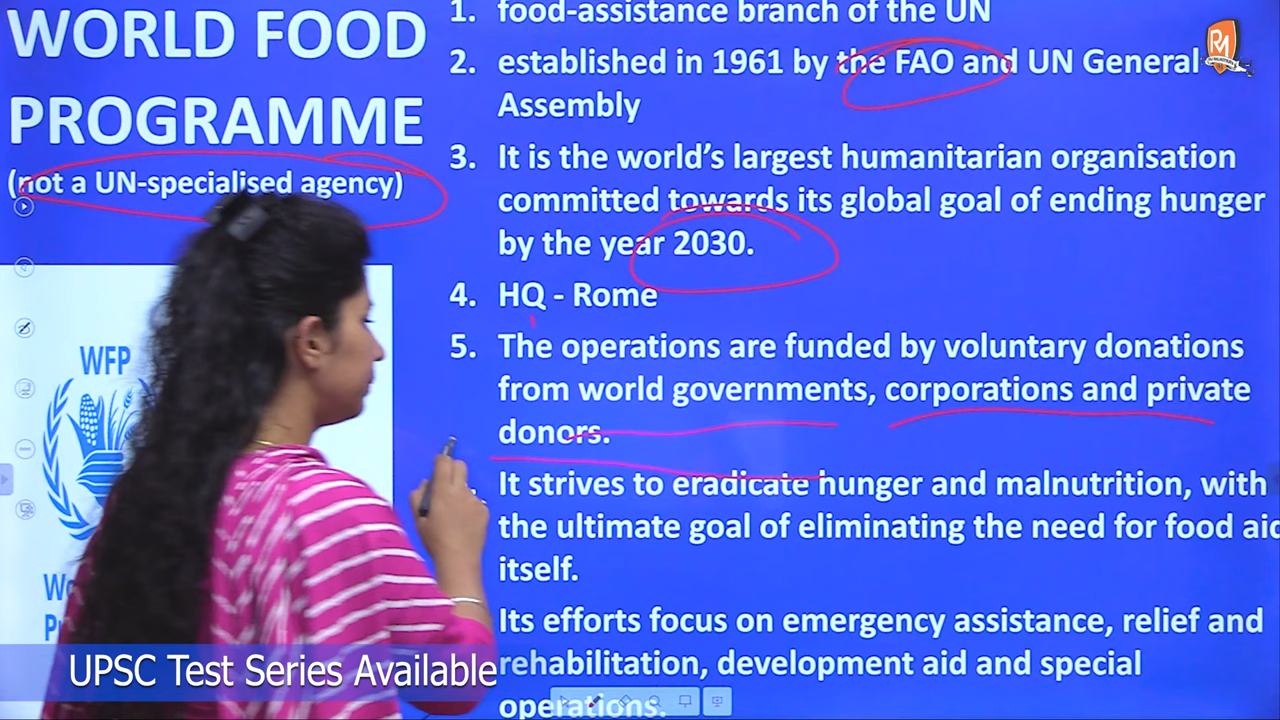 WORLD FOOD
PROGRAMME
(not a UN-specialised agency)
WFP
1. food-assistance branch of the UN
2. established in 1961 by the FAO and UN General
Assembly
3. It is the world's largest humanitarian organisation
committed towards its global goal of ending hunger
by the year 2030.
4. HQ - Rome
5. The operations are funded by voluntary donations
from world governments, corporations and private
donors.
It strives to eradicate hunger and malnutrition, with
the ultimate goal of eliminating the need for food aid
itself.
Its efforts focus on emergency assistance, relief and
rehabilitation, development aid and special
operations.
UPSC Test Series Available